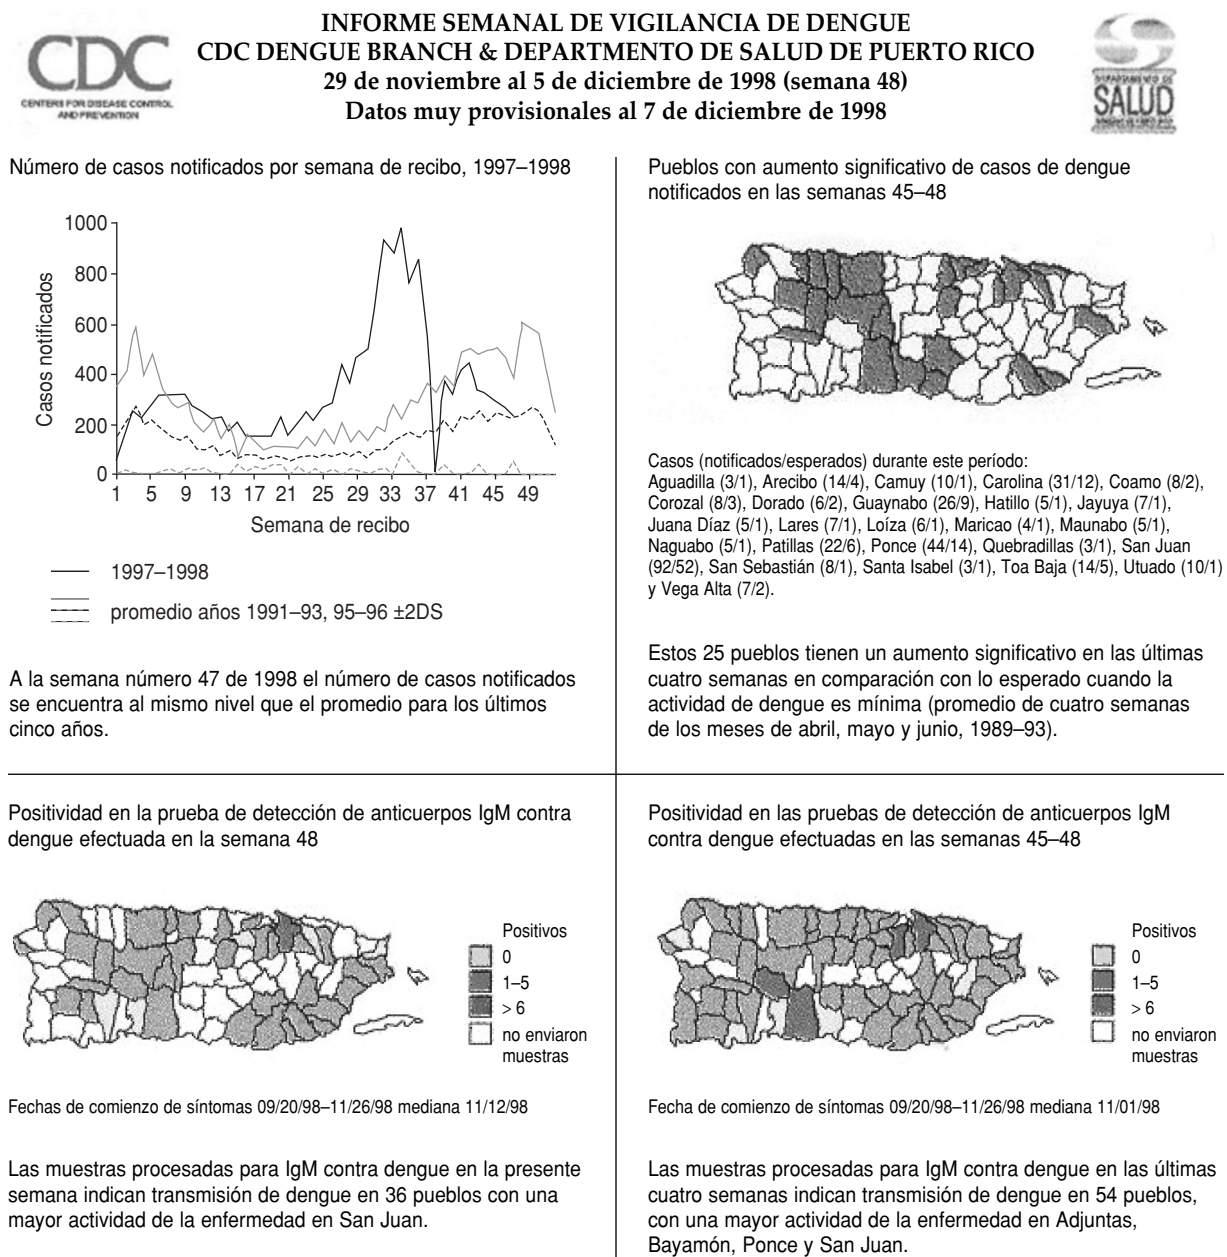 INFORME SEMANAL DE VIGILANCIA DE DENGUE
CDC DENGUE BRANCH & DEPARTMENTO DE SALUD DE PUERTO RICO
29 de noviembre al 5 de diciembre de 1998 (semana 48)
Datos muy provisionales al 7 de diciembre de 1998
CDC
CENTERS FOR DISEASE CONTROL
AND PREVENTION
DEPARTAMENTO DE
SALUD
Número de casos notificados por semana de recibo, 1997–1998
Casos notificados
1000
800
600
400
200
0
1 5 9 13 17 21 25 29 33 37 41 45 49
Semana de recibo
1997–1998
promedio años 1991–93, 95–96 ±2DS
A la semana número 47 de 1998 el número de casos notificados
se encuentra al mismo nivel que el promedio para los últimos
cinco años.
Pueblos con aumento significativo de casos de dengue
notificados en las semanas 45–48
Casos (notificados/esperados) durante este período:
Aguadilla (3/1), Arecibo (14/4), Camuy (10/1), Carolina (31/12), Coamo (8/2),
Corozal (8/3), Dorado (6/2), Guaynabo (26/9), Hatillo (5/1), Jayuya (7/1),
Juana Díaz (5/1), Lares (7/1), Loíza (6/1), Maricao (4/1), Maunabo (5/1),
Naguabo (5/1), Patillas (22/6), Ponce (44/14), Quebradillas (3/1), San Juan
(92/52), San Sebastián (8/1), Santa Isabel (3/1), Toa Baja (14/5), Utuado (10/1)
y Vega Alta (7/2).
Estos 25 pueblos tienen un aumento significativo en las últimas
cuatro semanas en comparación con lo esperado cuando la
actividad de dengue es mínima (promedio de cuatro semanas
de los meses de abril, mayo y junio, 1989–93).
Positividad en la prueba de detección de anticuerpos IgM contra
dengue efectuada en la semana 48
Positivos
0
1–5
> 6
no enviaron
muestras
Fechas de comienzo de síntomas 09/20/98–11/26/98 mediana 11/12/98
Las muestras procesadas para IgM contra dengue en la presente
semana indican transmisión de dengue en 36 pueblos con una
mayor actividad de la enfermedad en San Juan.
Positividad en las pruebas de detección de anticuerpos IgM
contra dengue efectuadas en las semanas 45–48
Positivos
0
1–5
> 6
no enviaron
muestras
Fecha de comienzo de síntomas 09/20/98–11/26/98 mediana 11/01/98
Las muestras procesadas para IgM contra dengue en las últimas
cuatro semanas indican transmisión de dengue en 54 pueblos,
con una mayor actividad de la enfermedad en Adjuntas,
Bayamón, Ponce y San Juan.